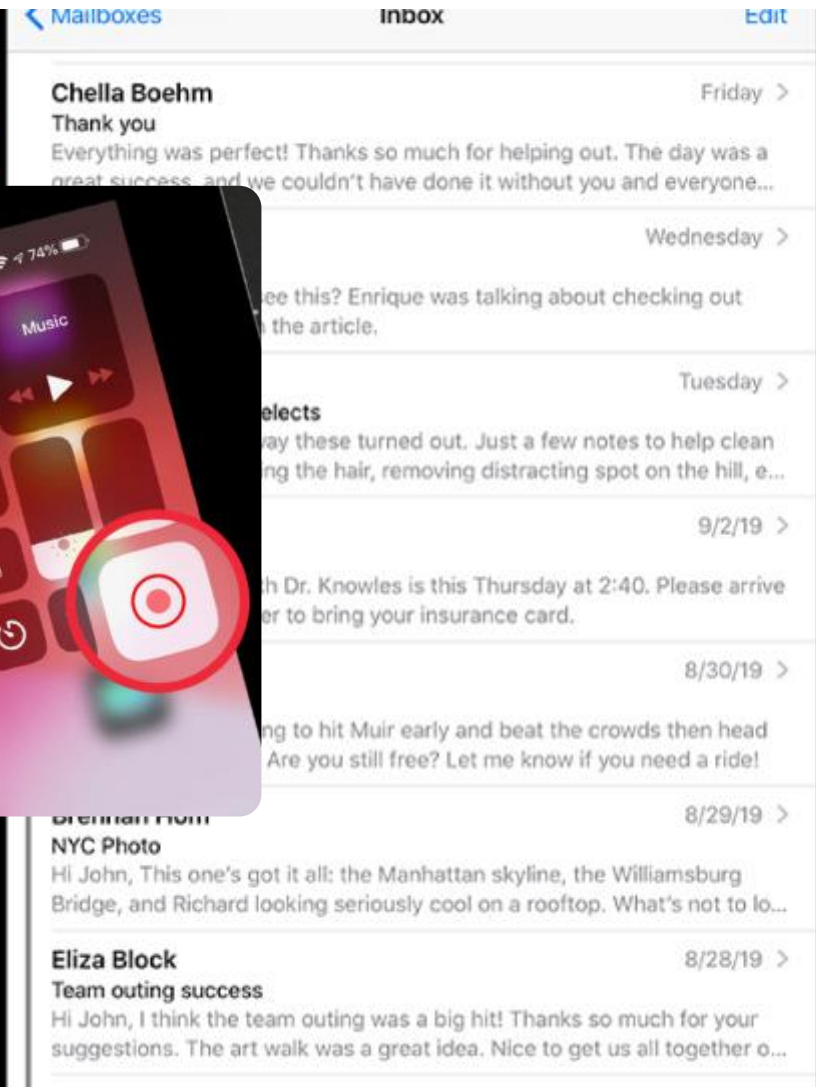 Mailboxes
Inbox
Edit
Chella Boehm
Friday
Thank you
Everything was perfect! Thanks so much for helping out. The day was a
great success, and we couldn't have done it without you and everyone...
74%
Wednesday
Music
see this? Enrique was talking about checking out
the article.
Tuesday
elects
way these turned out. Just a few notes to help clean
ing the hair, removing distracting spot on the hill, e...
9/2/19
th Dr. Knowles is this Thursday at 2:40. Please arrive
er to bring your insurance card.
8/30/19
ng to hit Muir early and beat the crowds then head
Are you still free? Let me know if you need a ride!
Brennan Hom
8/29/19
NYC Photo
Hi John, This one's got it all: the Manhattan skyline, the Williamsburg
Bridge, and Richard looking seriously cool on a rooftop. What's not to lo...
Eliza Block
8/28/19
Team outing success
Hi John, I think the team outing was a big hit! Thanks so much for your
suggestions. The art walk was a great idea. Nice to get us all together o...